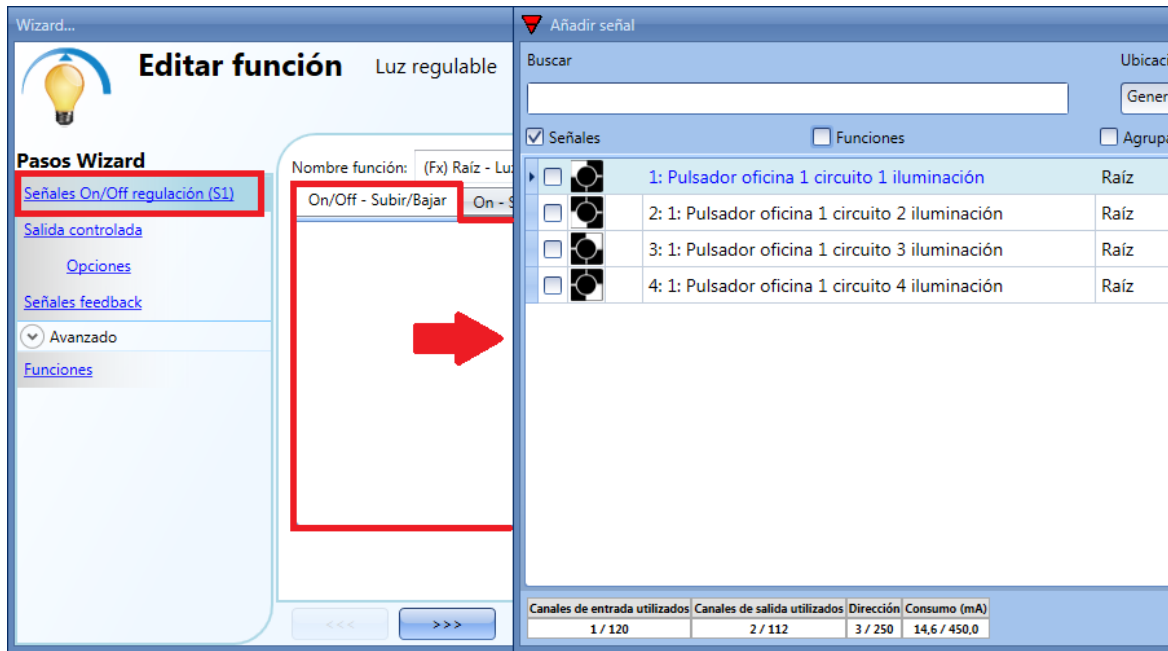 Wizard...
Editar función Luz regulable
Pasos Wizard
Señales On/Off regulación (S1)
Salida controlada
Opciones
Señales feedback
Avanzado
Funciones
Nombre función: (Fx) Raíz - Lu
On/Off - Subir/Bajar On - S
<<< >>>
Añadir señal
Buscar Ubicaci
Gener
Señales Funciones Agrupa
1: Pulsador oficina 1 circuito 1 iluminación Raíz
2: 1: Pulsador oficina 1 circuito 2 iluminación Raíz
3: 1: Pulsador oficina 1 circuito 3 iluminación Raíz
4: 1: Pulsador oficina 1 circuito 4 iluminación Raíz
Canales de entrada utilizados Canales de salida utilizados Dirección Consumo (mA)
1 / 120 2 / 112 3 / 250 14,6 / 450,0